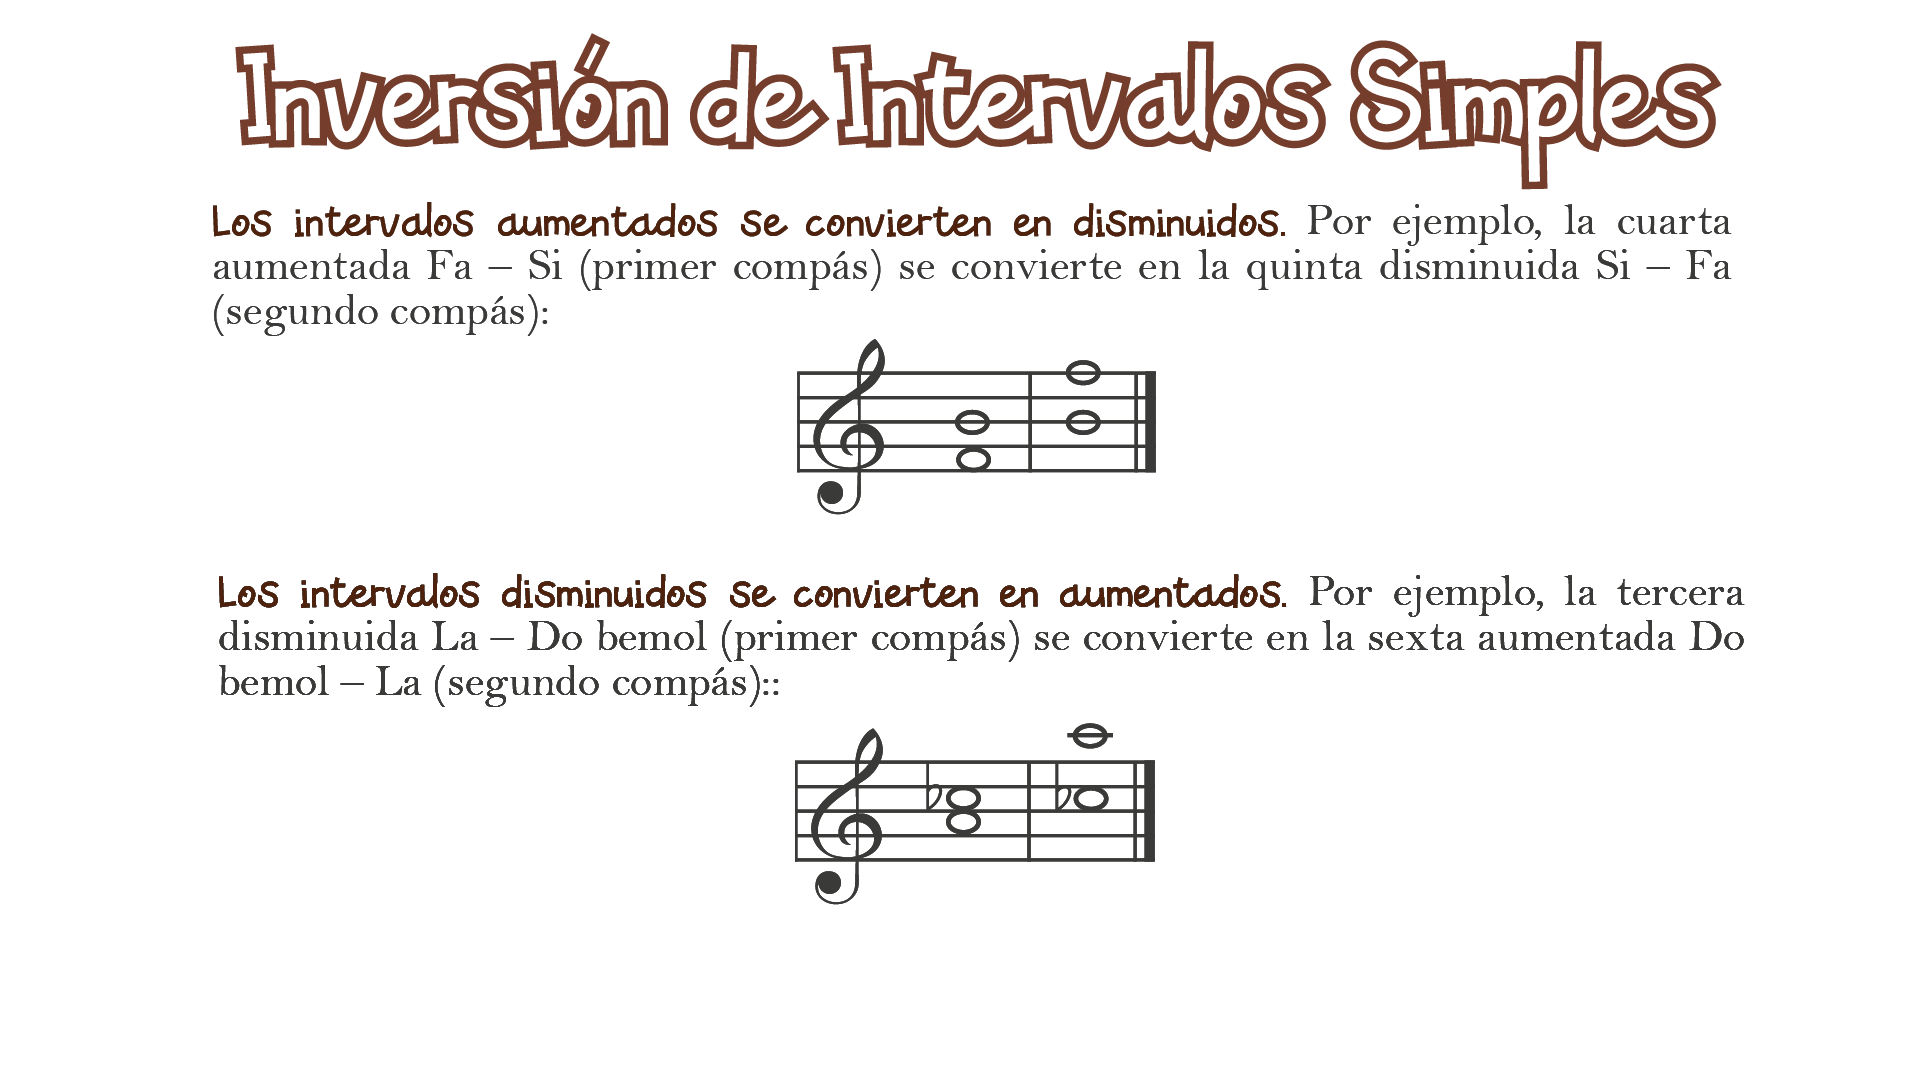 Inversión de Intervalos Simples
Los intervalos aumentados se convierten en disminuidos. Por ejemplo, la cuarta
aumentada Fa – Si (primer compás) se convierte en la quinta disminuida Si – Fa
(segundo compás):
Los intervalos disminuidos se convierten en aumentados. Por ejemplo, la tercera
disminuida La – Do bemol (primer compás) se convierte en la sexta aumentada Do
bemol – La (segundo compás)::